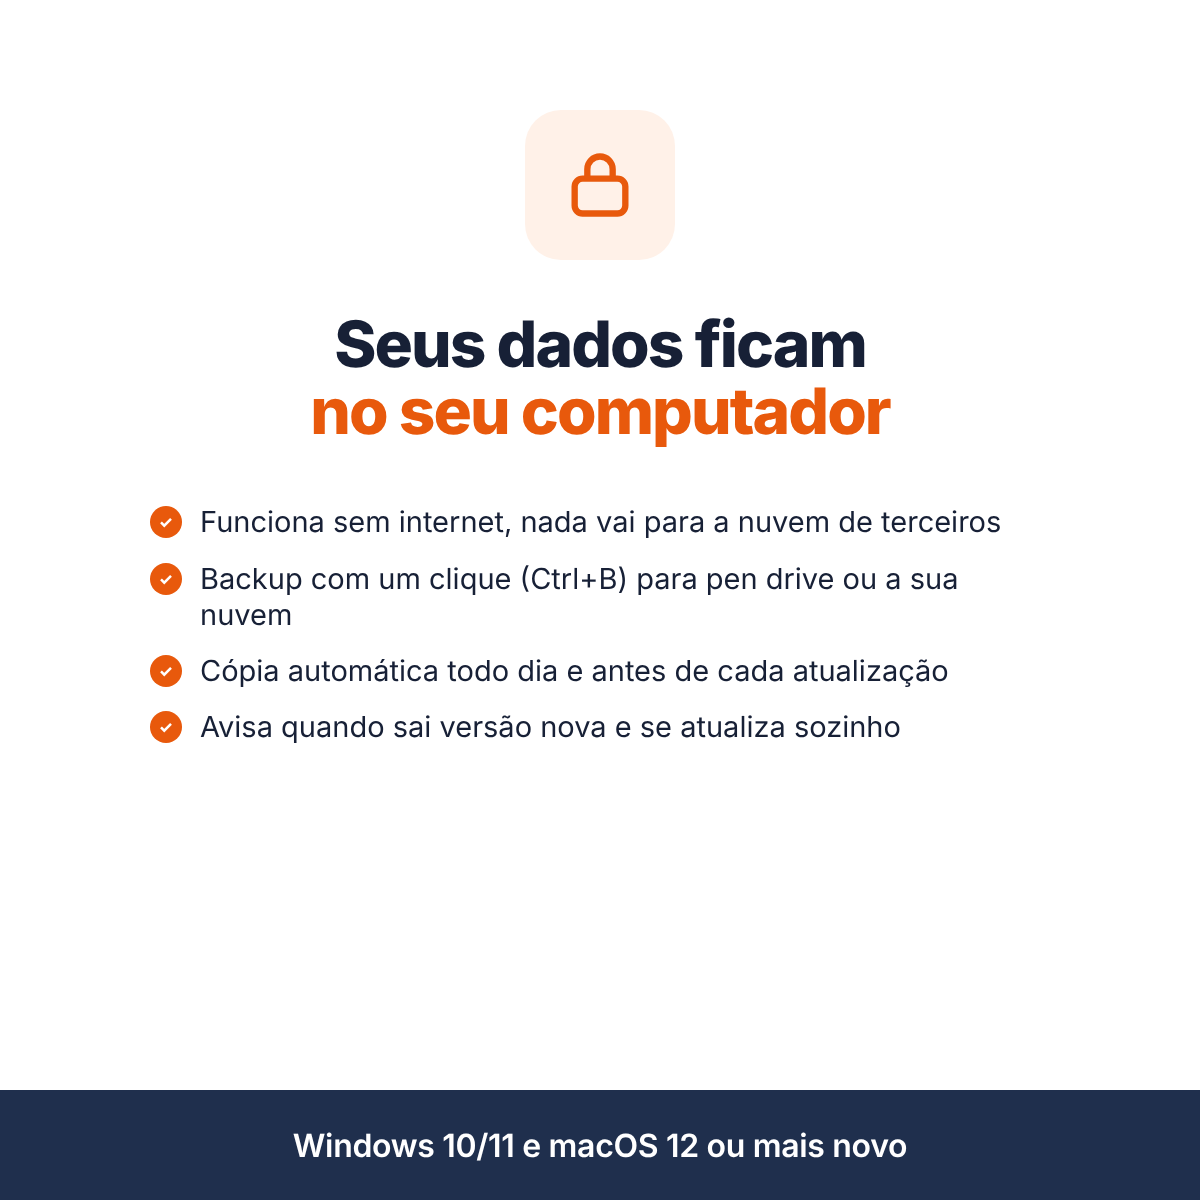 Seus dados ficam
no seu computador
Funciona sem internet, nada vai para a nuvem de terceiros
Backup com um clique (Ctrl+B) para pen drive ou a sua
nuvem
Cópia automática todo dia e antes de cada atualização
Avisa quando sai versão nova e se atualiza sozinho
Windows 10/11 e macOS 12 ou mais novo